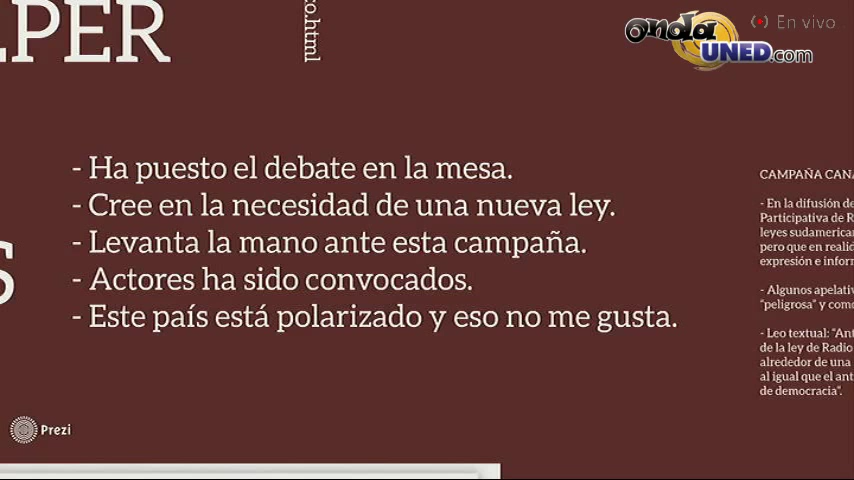 LPER
co.html
onda
UNED.com
En vivo
- Ha puesto el debate en la mesa.
- Cree en la necesidad de una nueva ley.
- Levanta la mano ante esta campaña.
- Actores ha sido convocados.
- Este país está polarizado y eso no me gusta.
S
CAMPAÑA CANA
- En la difusión de
Participativa de R
leyes sudamerican
pero que en realid
expresión e inform
- Algunos apelativ
"peligrosa" y como
- Leo textual: "Ant
de la ley de Radio
alrededor de una
al igual que el ant
de democracia".
Prezi